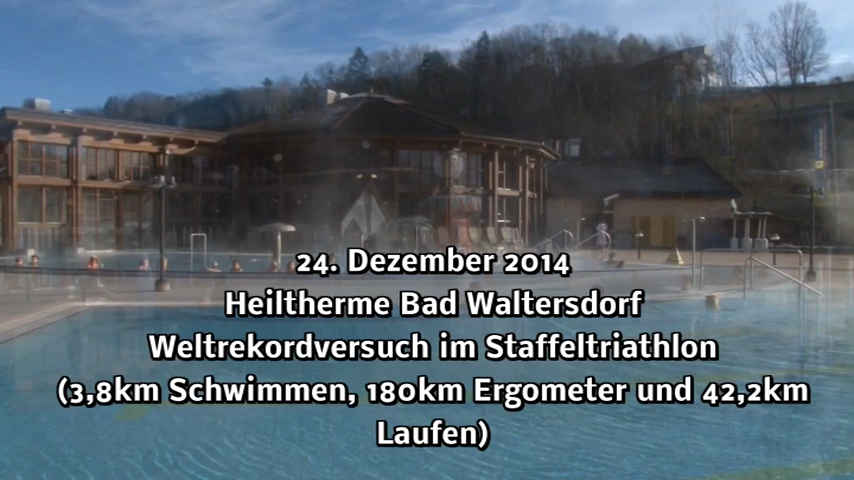 24. Dezember 2014
Heiltherme Bad Waltersdorf
Weltrekordversuch im Staffeltriathlon
(3,8km Schwimmen, 180km Ergometer und 42,2km
Laufen)